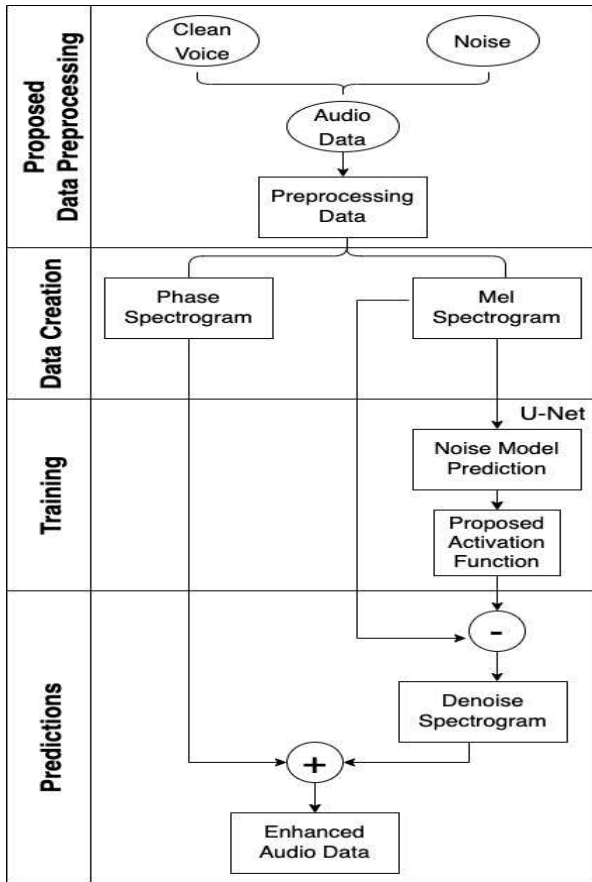 Proposed
Data Preprocessing
Clean
Voice
Noise
Audio
Data
Preprocessing
Data
Data Creation
Phase
Spectrogram
Mel
Spectrogram
Training
U-Net
Noise Model
Prediction
Proposed
Activation
Function
Predictions
-
Denoise
Spectrogram
+
Enhanced
Audio Data